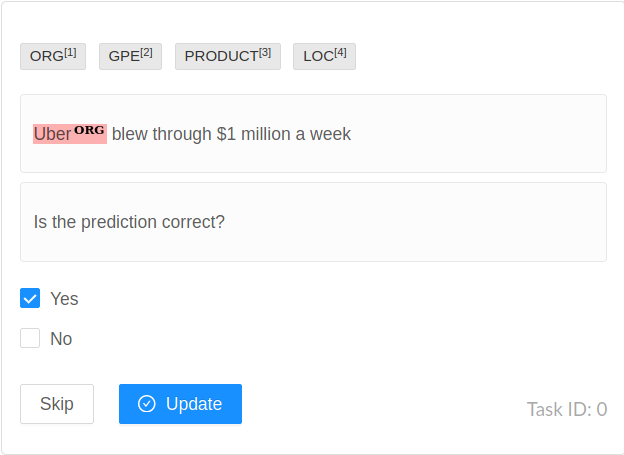 ORG[1] GPE[2] PRODUCT[3] LOC[4]
Uber ORG blew through $1 million a week
Is the prediction correct?
Yes
No
Skip Update Task ID: 0